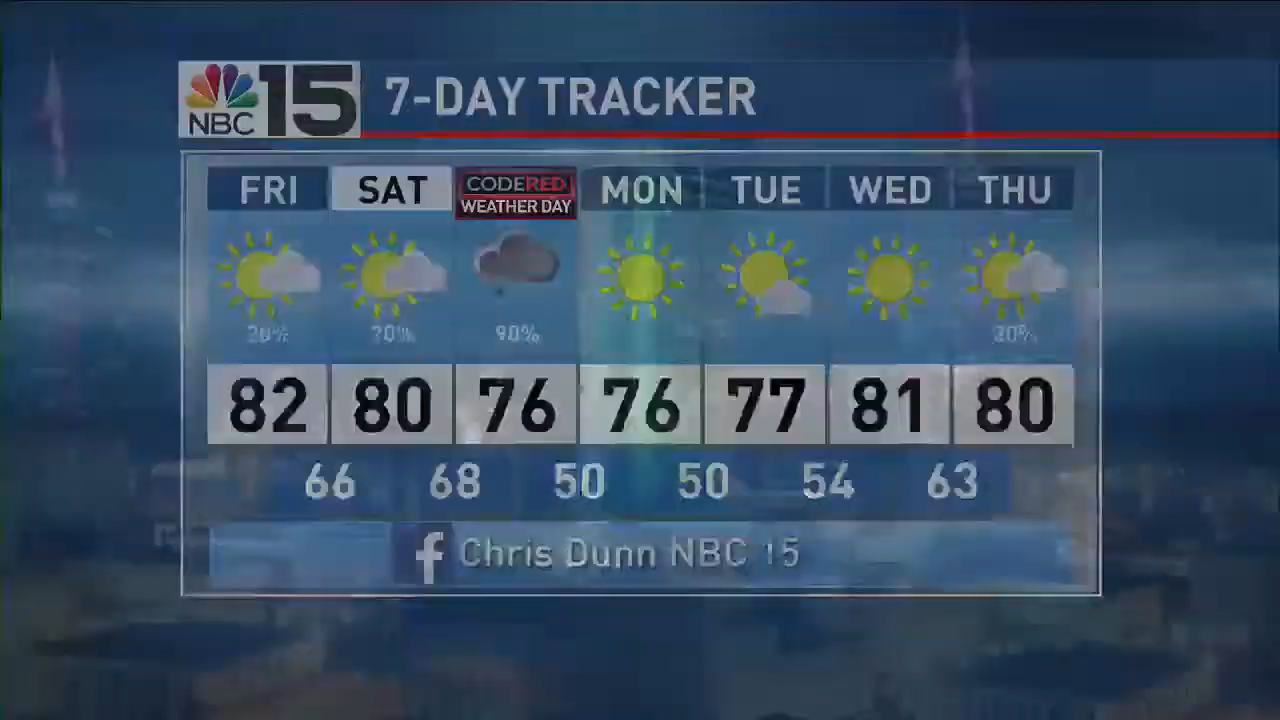 NBC 15 7-DAY TRACKER
FRI SAT CODERED WEATHER DAY MON TUE WED THU
90%
82 80 76 76 77 81 80
66 68 50 50 54 63
f Chris Dunn NBC 15